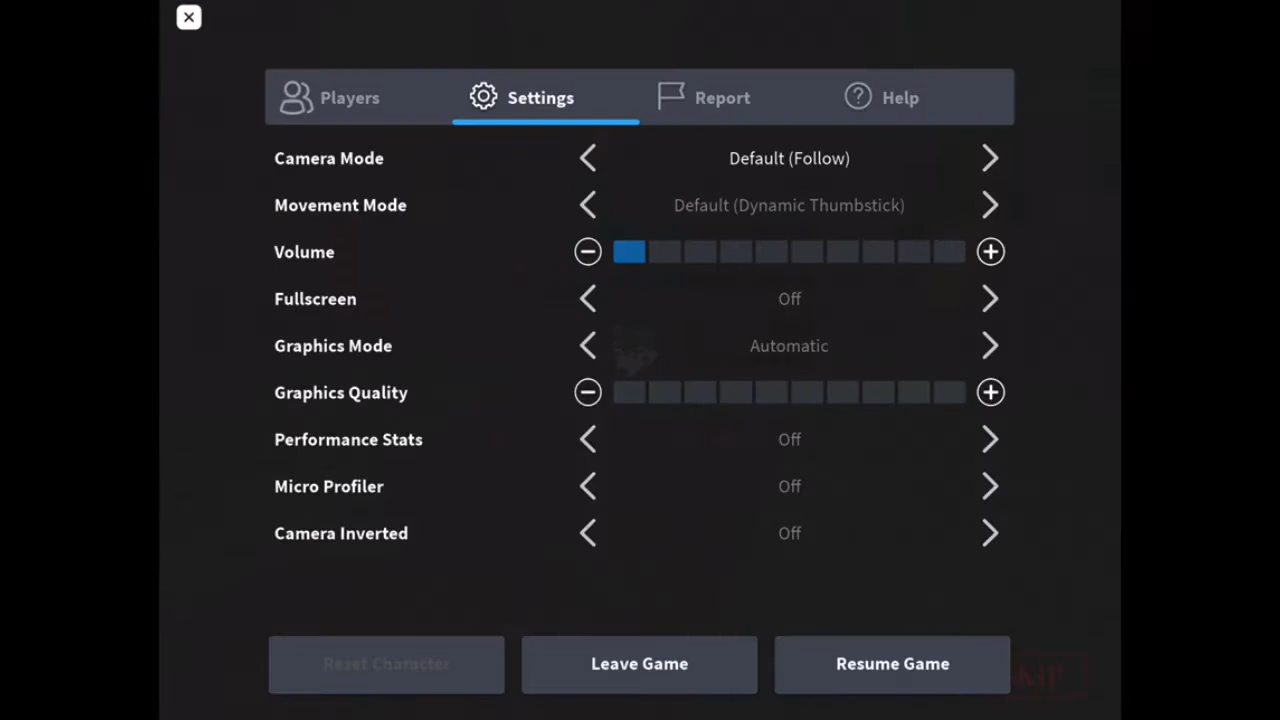 Players
Settings
Report
Help
Camera Mode
Default (Follow)
Movement Mode
Default (Dynamic Thumbstick)
Volume
Fullscreen
Off
Graphics Mode
Automatic
Graphics Quality
Performance Stats
Off
Micro Profiler
Off
Camera Inverted
Off
Reset Character
Leave Game
Resume Game